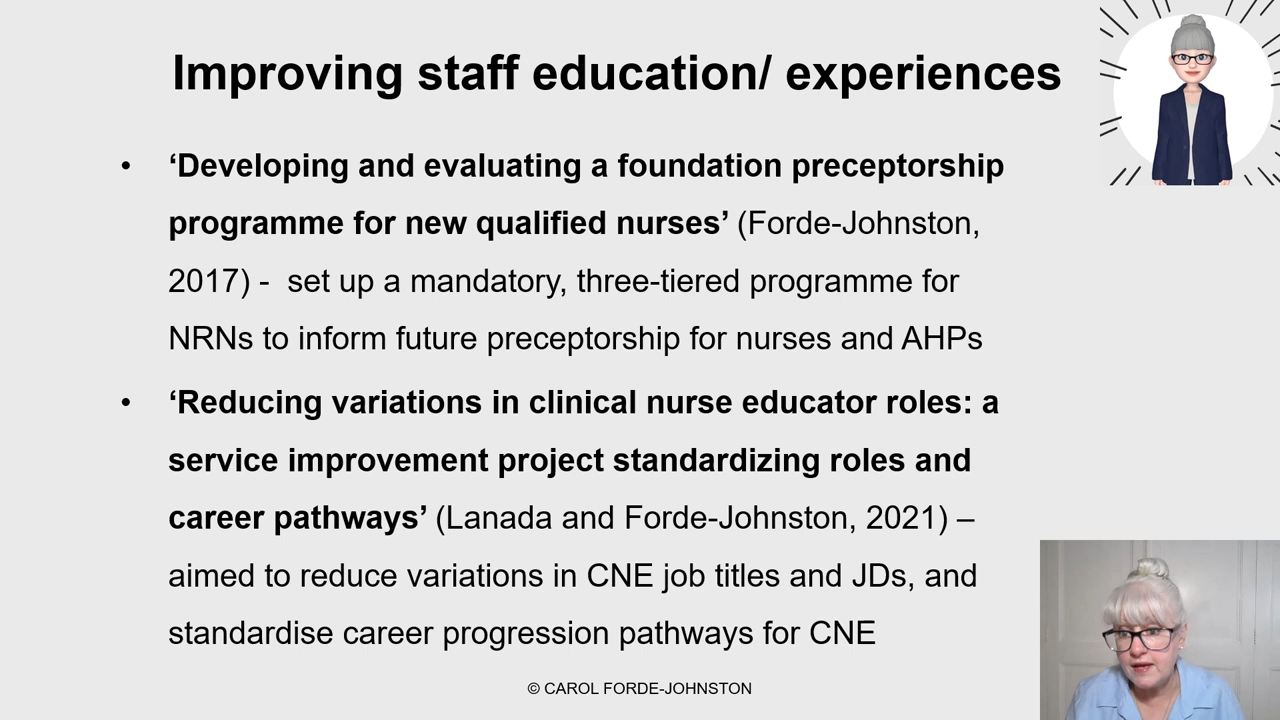 Improving staff education/ experiences
• ‘Developing and evaluating a foundation preceptorship
programme for new qualified nurses’ (Forde-Johnston,
2017) -  set up a mandatory, three-tiered programme for
NRNs to inform future preceptorship for nurses and AHPs
• ‘Reducing variations in clinical nurse educator roles: a
service improvement project standardizing roles and
career pathways’ (Lanada and Forde-Johnston, 2021) –
aimed to reduce variations in CNE job titles and JDs, and
standardise career progression pathways for CNE
© CAROL FORDE-JOHNSTON